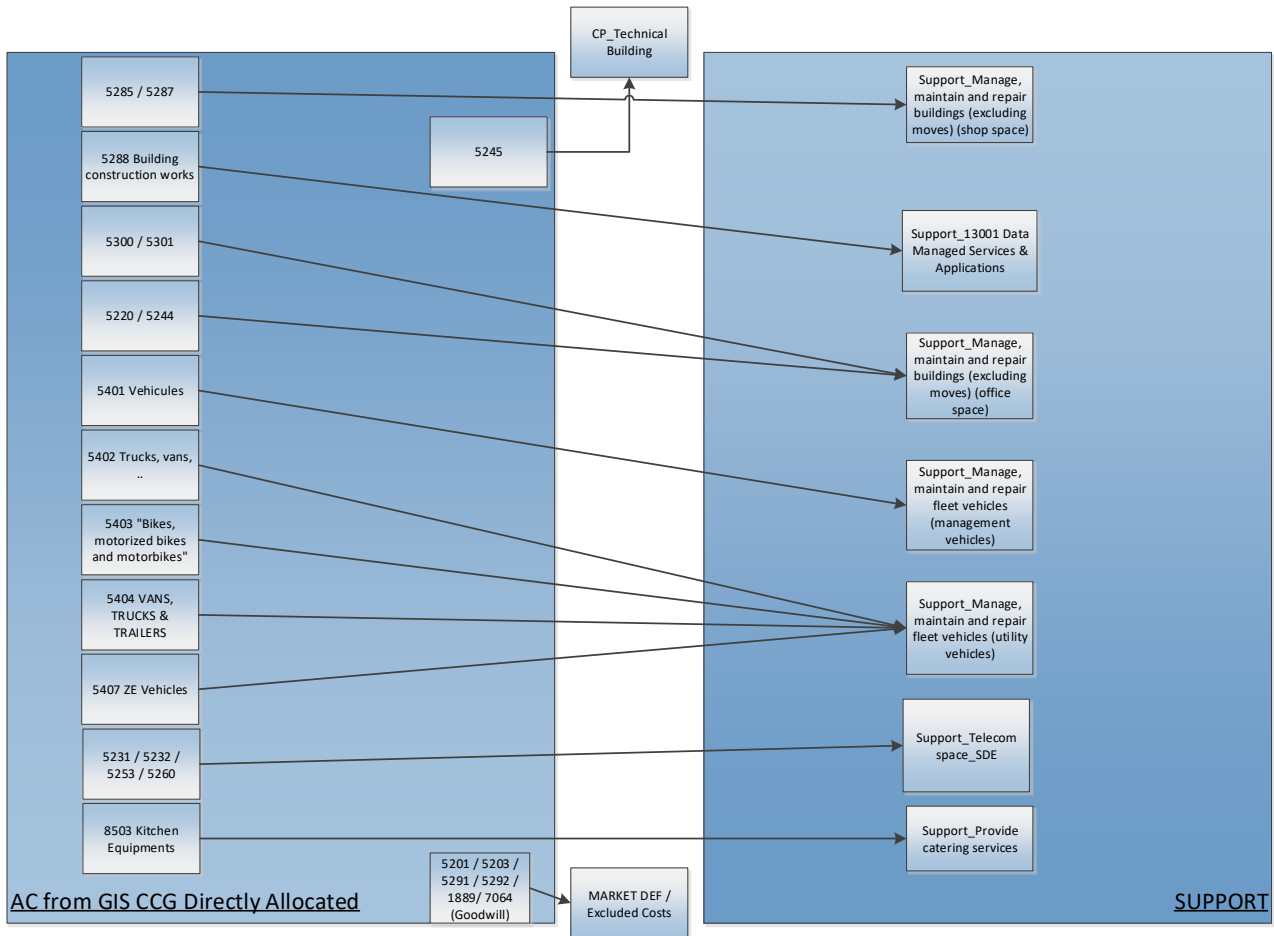 CP_Technical
Building
5285 / 5287
Support_Manage,
maintain and repair
buildings (excluding
moves) (shop space)
5245
5288 Building
construction works
5300 / 5301
Support_13001 Data
Managed Services &
Applications
5220 / 5244
Support_Manage,
maintain and repair
buildings (excluding
moves) (office
space)
5401 Vehicules
5402 Trucks, vans,
..
Support_Manage,
maintain and repair
fleet vehicles
(management
vehicles)
5403 "Bikes,
motorized bikes
and motorbikes"
5404 VANS,
TRUCKS &
TRAILERS
Support_Manage,
maintain and repair
fleet vehicles (utility
vehicles)
5407 ZE Vehicles
5231 / 5232 /
5253 / 5260
Support_Telecom
space_SDE
8503 Kitchen
Equipments
Support_Provide
catering services
5201 / 5203 /
5291 / 5292 /
1889/ 7064
(Goodwill)
MARKET DEF /
Excluded Costs
AC from GIS CCG Directly Allocated
SUPPORT